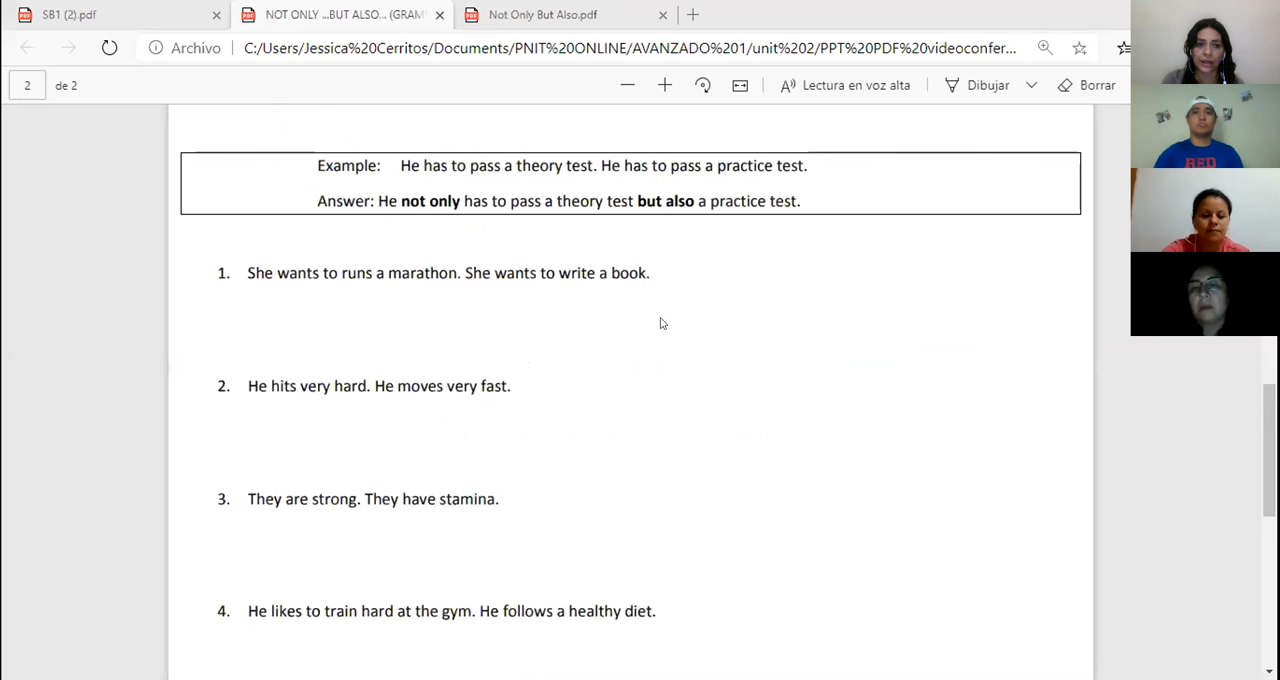 SB1 (2).pdf
NOT ONLY ...BUT ALSO... (GRAM
Not Only But Also.pdf
Archivo
C:/Users/Jessica%20Cerritos/Documents/PNIT%20ONLINE/AVANZADO%201/unit%202/PPT%20PDF%20videoconfer...
2 de 2
Lectura en voz alta
Dibujar
Borrar
Example: He has to pass a theory test. He has to pass a practice test.
Answer: He not only has to pass a theory test but also a practice test.
1. She wants to runs a marathon. She wants to write a book.
2. He hits very hard. He moves very fast.
3. They are strong. They have stamina.
4. He likes to train hard at the gym. He follows a healthy diet.
RED